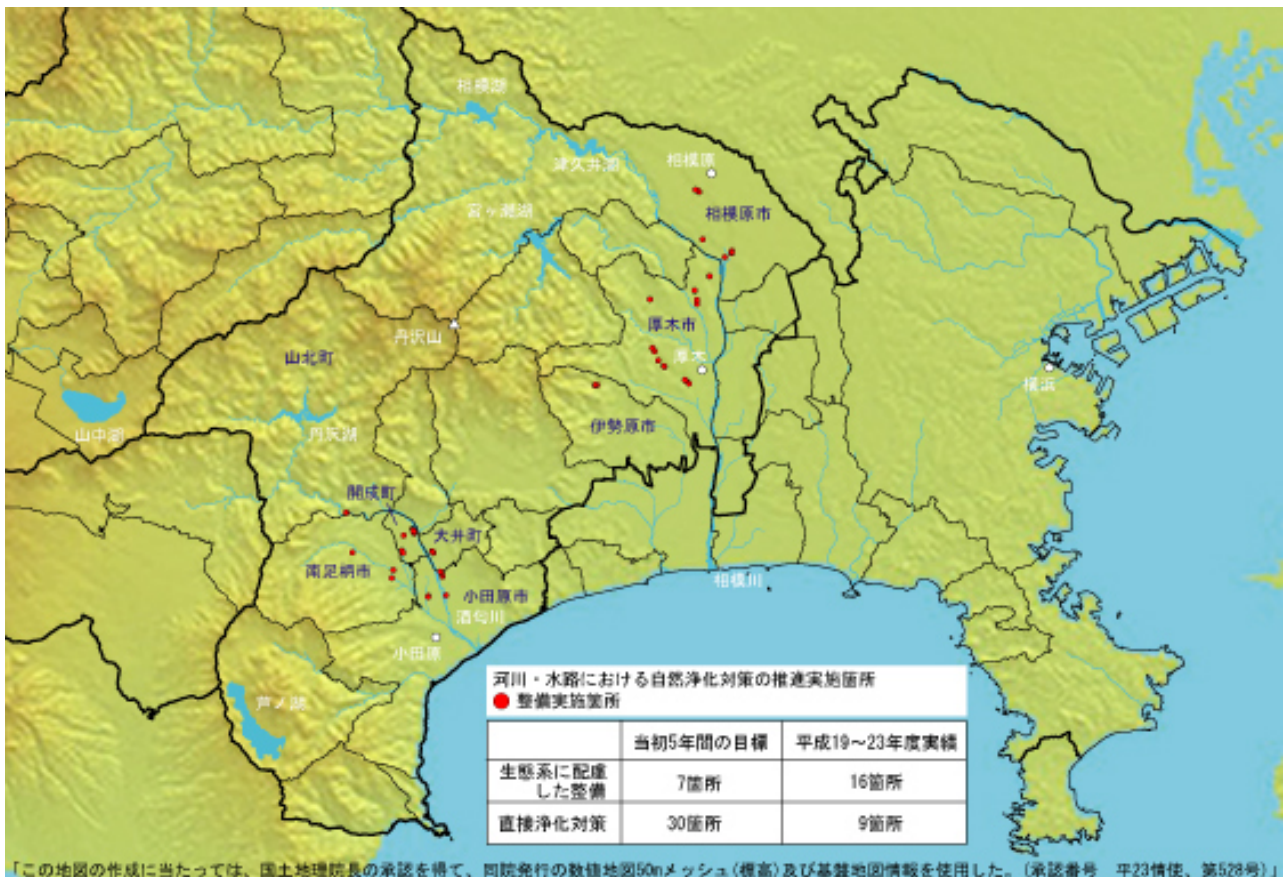 相模湖
津久井湖
相模原
相模原市
宮ヶ瀬湖
丹沢山
厚木市
厚木
山北町
横浜
山中湖
丹沢湖
伊勢原市
開成町
大井町
南足柄市
相模川
小田原市
酒匂川
小田原
芦ノ湖
河川・水路における自然浄化対策の推進実施箇所
整備実施箇所
当初5年間の目標 平成19～23年度実績
生態系に配慮
した整備 7箇所 16箇所
直接浄化対策 30箇所 9箇所
「この地図の作成に当たっては、国土地理院長の承認を得て、同院発行の数値地図50mメッシュ(標高)及び基盤地図情報を使用した。(承認番号 平23情使、第528号)」